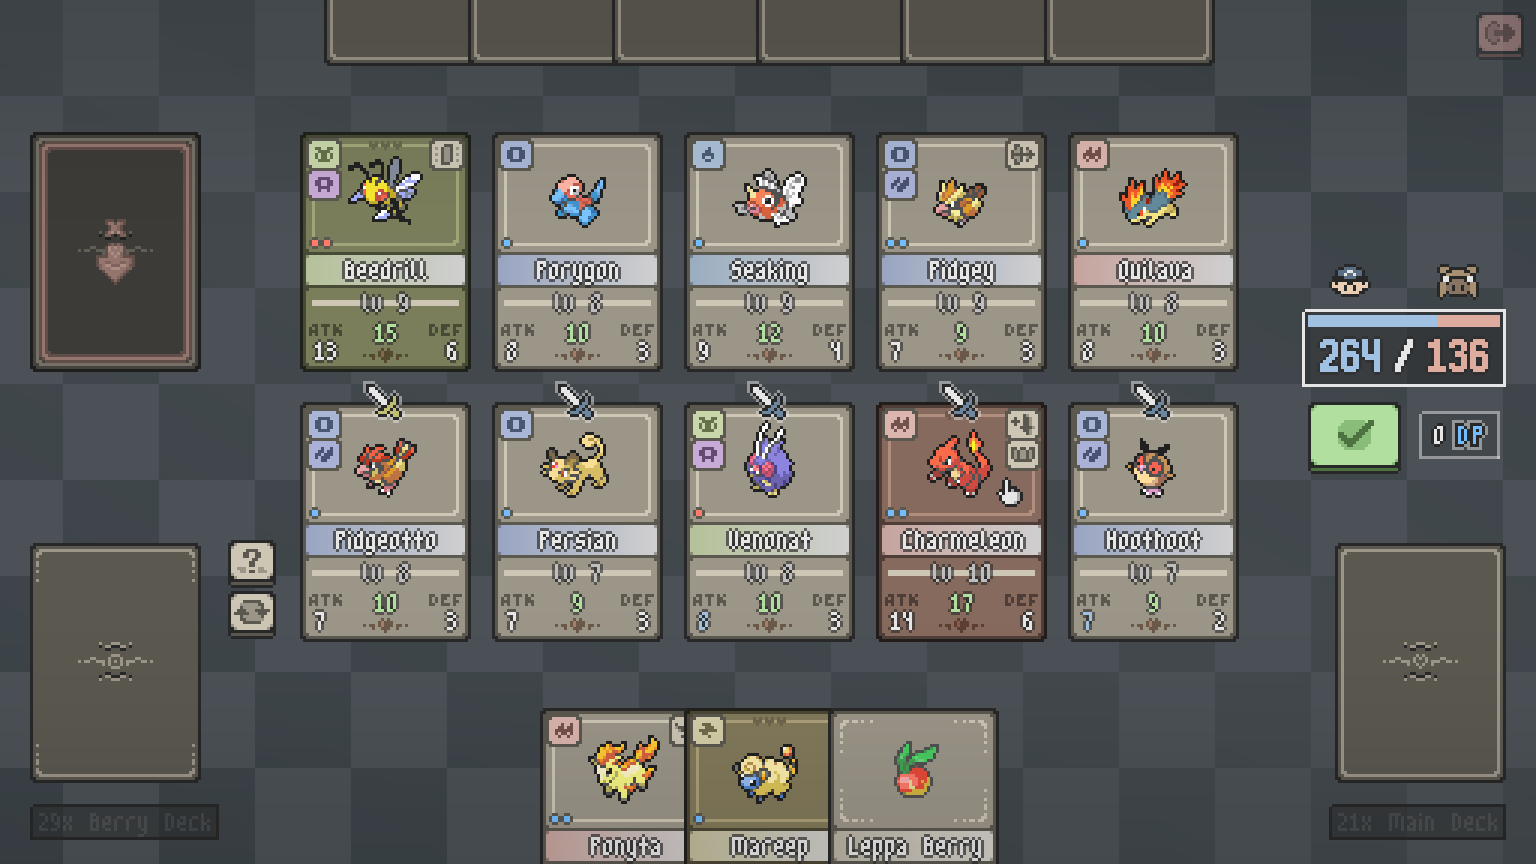 Beedrill
lv 9
ATK 15 DEF
13 6
Porygon
lv 8
ATK 10 DEF
8 3
Seaking
lv 9
ATK 12 DEF
9 4
Pidgey
lv 9
ATK 9 DEF
7 3
Quilava
lv 8
ATK 10 DEF
8 3
264 / 136
0 DP
Pidgeotto
lv 8
ATK 10 DEF
7 3
Persian
lv 7
ATK 9 DEF
7 3
Venonat
lv 8
ATK 10 DEF
8 3
Charmeleon
lv 10
ATK 17 DEF
14 6
Hoothoot
lv 7
ATK 9 DEF
7 2
?
29x Berry Deck
Ponyta
Mareep
Leppa Berry
21x Main Deck